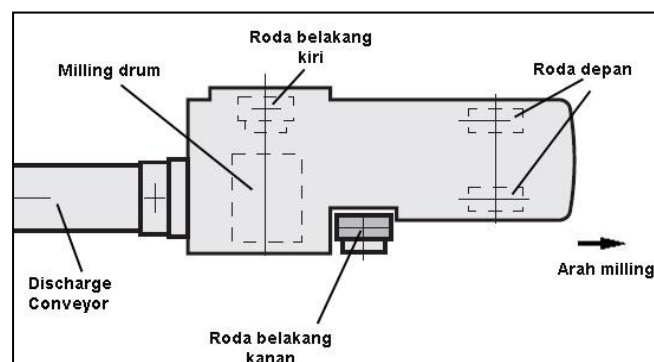 Roda belakang
kiri
Milling drum
Roda depan
Discharge
Conveyor
Arah milling
Roda belakang
kanan